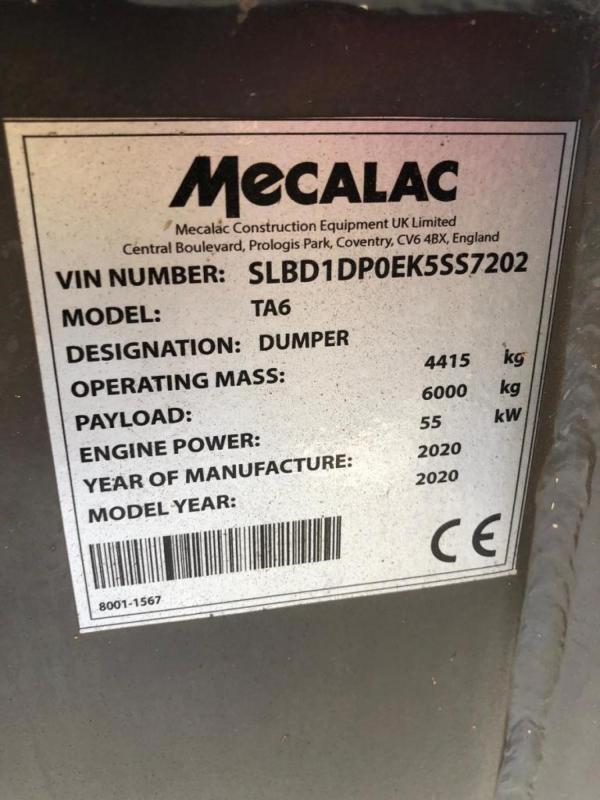 MECALAC
Mecalac Construction Equipment UK Limited
Central Boulevard, Prologis Park, Coventry, CV6 4BX, England
VIN NUMBER: SLBD1DP0EK5SS7202
MODEL: TA6
DESIGNATION: DUMPER
OPERATING MASS: 4415 kg
PAYLOAD: 6000 kg
ENGINE POWER: 55 kW
YEAR OF MANUFACTURE: 2020
MODEL YEAR: 2020
CE
8001-1567